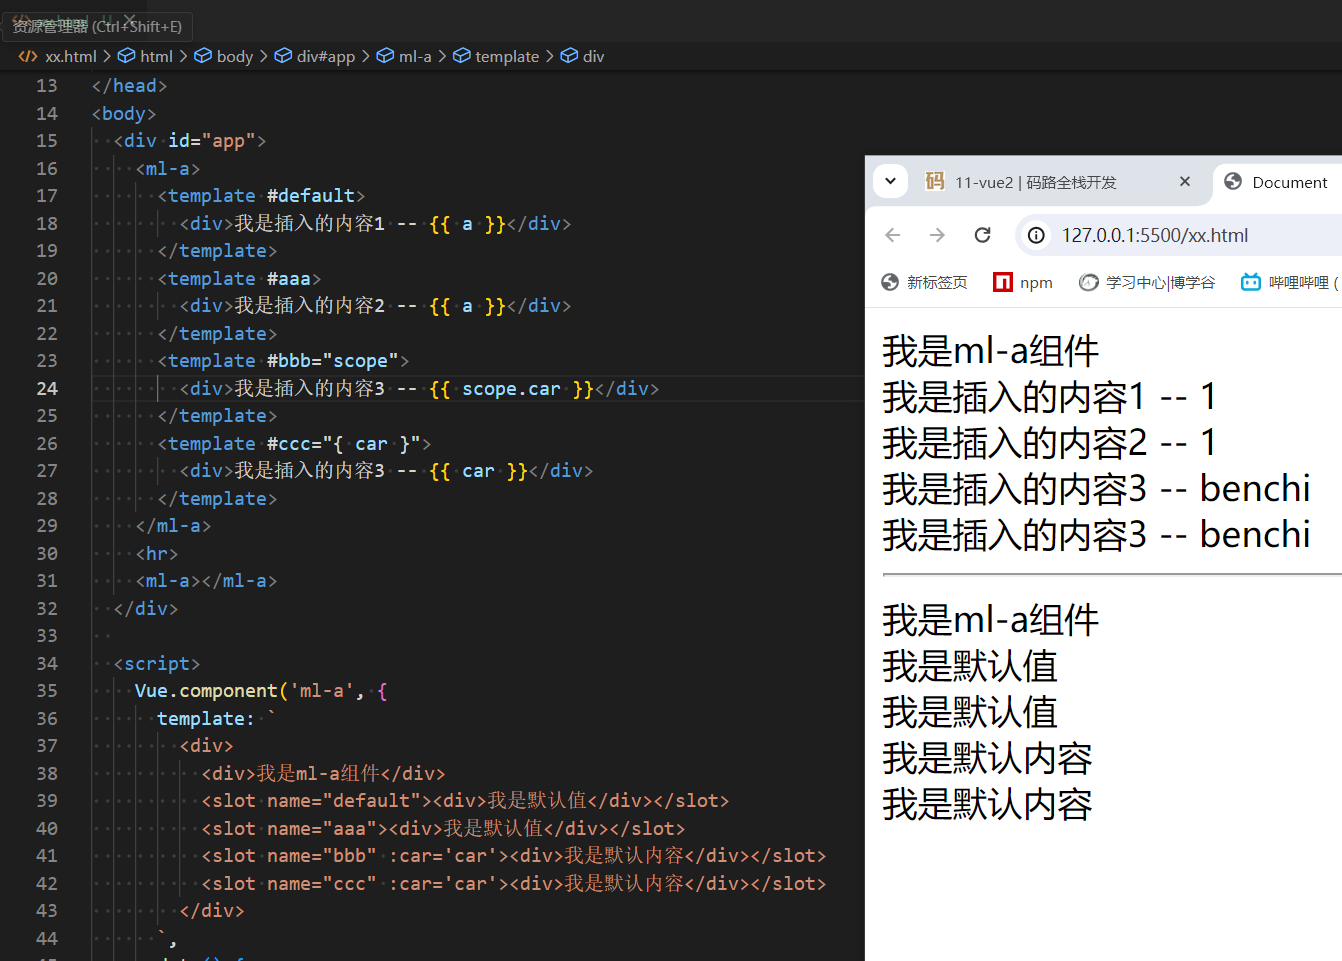 资源管理器 (Ctrl+Shift+E)
xx.html > html > body > div#app > ml-a > template > div
13 </head>
14 <body>
15 <div id="app">
16 <ml-a>
17 <template #default>
18 <div>我是插入的内容1 -- {{ a }}</div>
19 </template>
20 <template #aaa>
21 <div>我是插入的内容2 -- {{ a }}</div>
22 </template>
23 <template #bbb="scope">
24 <div>我是插入的内容3 -- {{ scope.car }}</div>
25 </template>
26 <template #ccc="{ car }">
27 <div>我是插入的内容3 -- {{ car }}</div>
28 </template>
29 </ml-a>
30 <hr>
31 <ml-a></ml-a>
32 </div>
33
34 <script>
35 Vue.component('ml-a', {
36 template: `
37 <div>
38 <div>我是ml-a组件</div>
39 <slot name="default"><div>我是默认值</div></slot>
40 <slot name="aaa"><div>我是默认值</div></slot>
41 <slot name="bbb" :car='car'><div>我是默认内容</div></slot>
42 <slot name="ccc" :car='car'><div>我是默认内容</div></slot>
43 </div>
44 `,
码 11-vue2 | 码路全栈开发
Document
127.0.0.1:5500/xx.html
新标签页 npm 学习中心|博学谷 哔哩哔哩 (
我是ml-a组件
我是插入的内容1 -- 1
我是插入的内容2 -- 1
我是插入的内容3 -- benchi
我是插入的内容3 -- benchi
我是ml-a组件
我是默认值
我是默认值
我是默认内容
我是默认内容